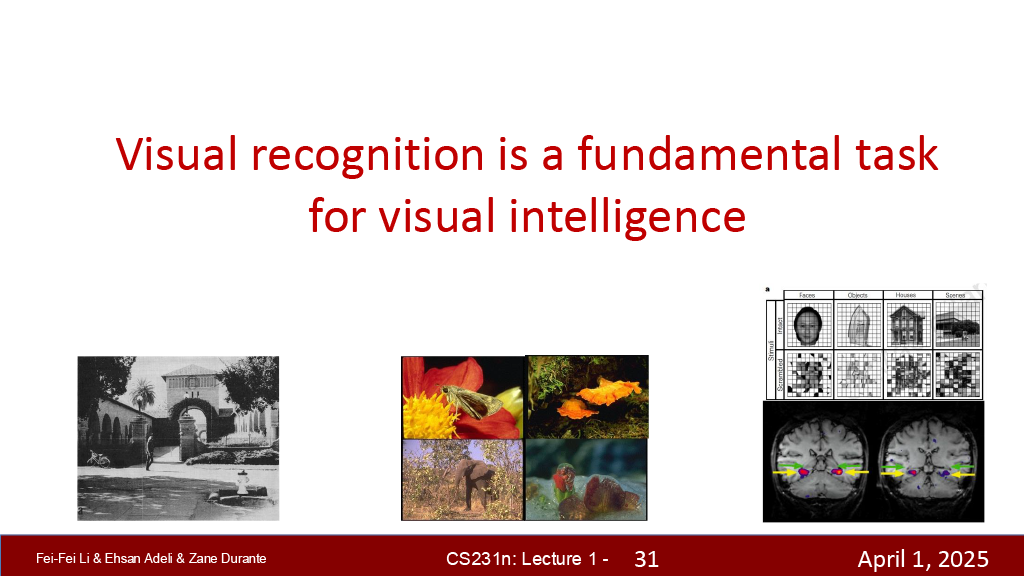 Visual recognition is a fundamental task
for visual intelligence
a
Faces Objects Houses Scenes
Stimuli
Intact
Scrambled
Fei-Fei Li & Ehsan Adeli & Zane Durante CS231n: Lecture 1 - 31 April 1, 2025